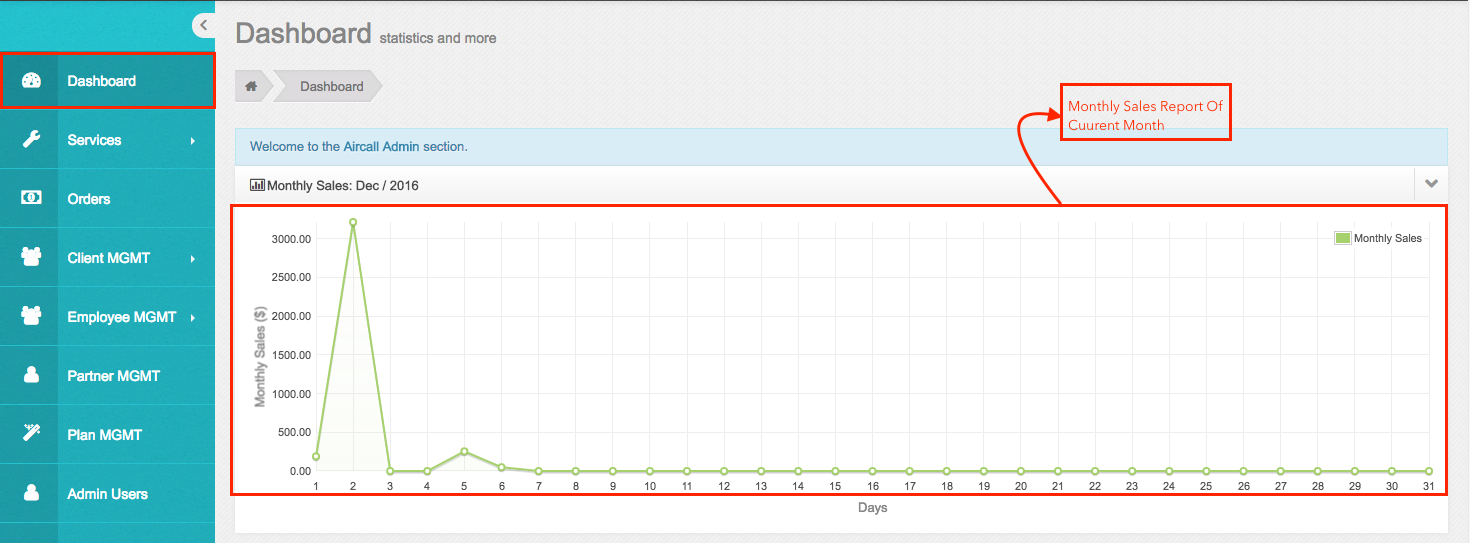 Dashboard statistics and more
Dashboard
Dashboard
Services
Orders
Client MGMT
Employee MGMT
Partner MGMT
Plan MGMT
Admin Users
Monthly Sales Report Of
Cuurent Month
Welcome to the Aircall Admin section.
Monthly Sales: Dec / 2016
Monthly Sales
Monthly Sales ($)
3000.00
2500.00
2000.00
1500.00
1000.00
500.00
0.00
1 2 3 4 5 6 7 8 9 10 11 12 13 14 15 16 17 18 19 20 21 22 23 24 25 26 27 28 29 30 31
Days